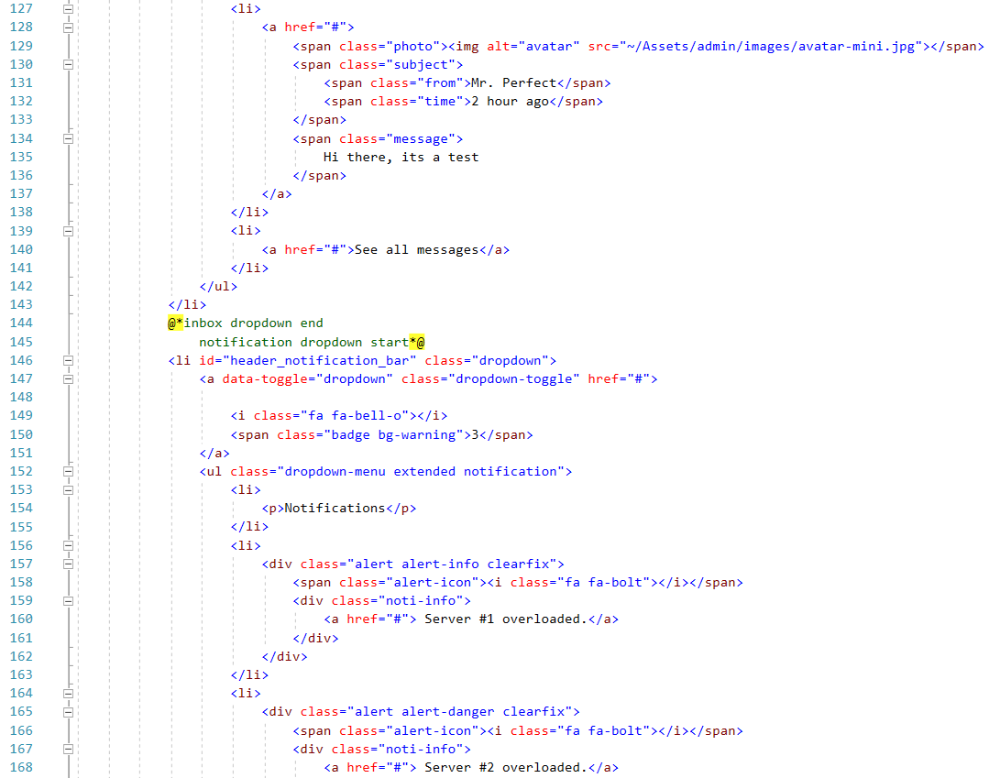 127 <li>
128 <a href="#">
129 <span class="photo"><img alt="avatar" src="~/Assets/admin/images/avatar-mini.jpg"></span>
130 <span class="subject">
131 <span class="from">Mr. Perfect</span>
132 <span class="time">2 hour ago</span>
133 </span>
134 <span class="message">
135 Hi there, its a test
136 </span>
137 </a>
138 </li>
139 <li>
140 <a href="#">See all messages</a>
141 </li>
142 </ul>
143 </li>
144 @*inbox dropdown end
145 notification dropdown start*@
146 <li id="header_notification_bar" class="dropdown">
147 <a data-toggle="dropdown" class="dropdown-toggle" href="#">
148
149 <i class="fa fa-bell-o"></i>
150 <span class="badge bg-warning">3</span>
151 </a>
152 <ul class="dropdown-menu extended notification">
153 <li>
154 <p>Notifications</p>
155 </li>
156 <li>
157 <div class="alert alert-info clearfix">
158 <span class="alert-icon"><i class="fa fa-bolt"></i></span>
159 <div class="noti-info">
160 <a href="#"> Server #1 overloaded.</a>
161 </div>
162 </div>
163 </li>
164 <li>
165 <div class="alert alert-danger clearfix">
166 <span class="alert-icon"><i class="fa fa-bolt"></i></span>
167 <div class="noti-info">
168 <a href="#"> Server #2 overloaded.</a>